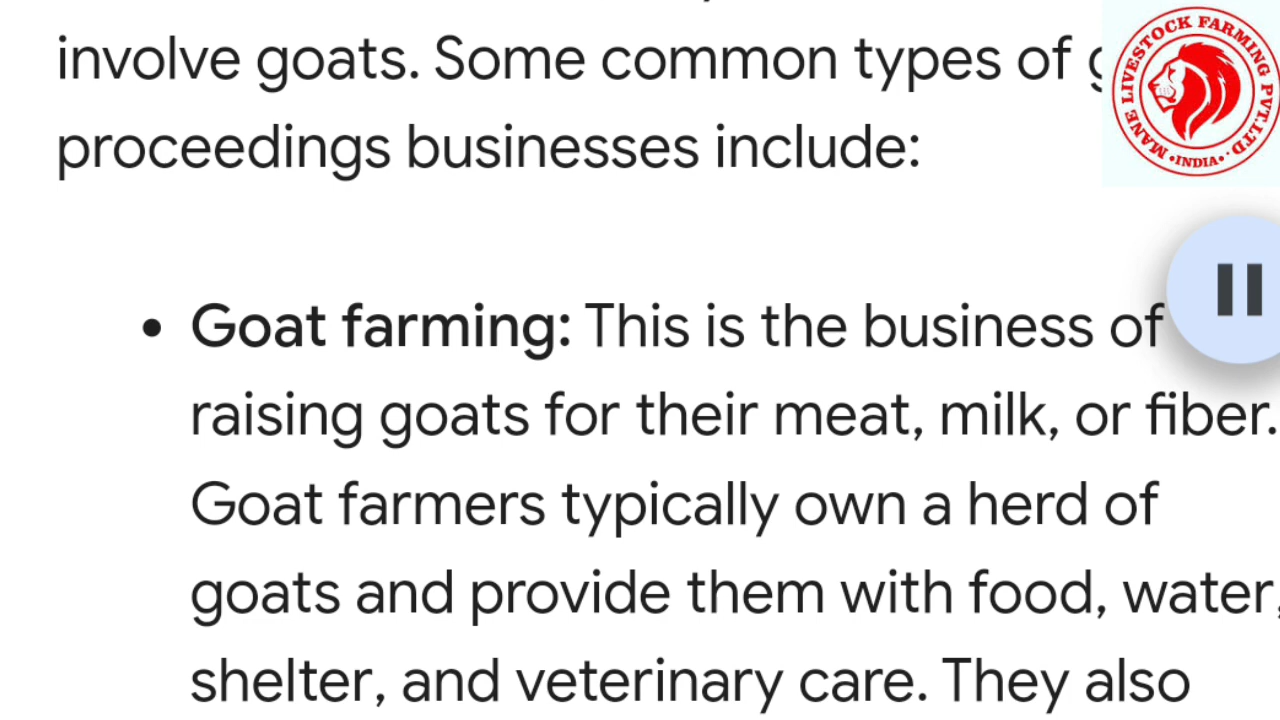 involve goats. Some common types of
proceedings businesses include:
• Goat farming: This is the business of
raising goats for their meat, milk, or fiber.
Goat farmers typically own a herd of
goats and provide them with food, water,
shelter, and veterinary care. They also
MANE LIVESTOCK FARMING PVT.LTD.
•INDIA•